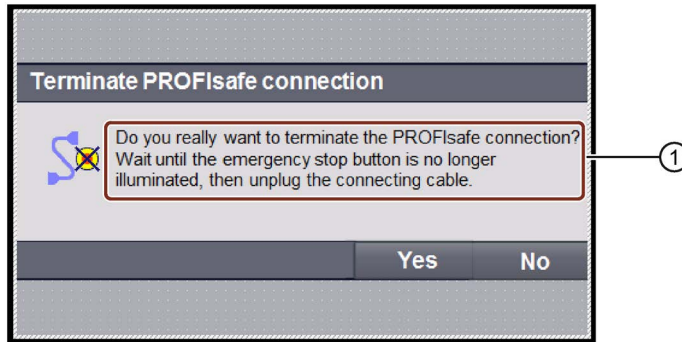 Terminate PROFIsafe connection
Do you really want to terminate the PROFIsafe connection?
Wait until the emergency stop button is no longer
illuminated, then unplug the connecting cable.
1
Yes No